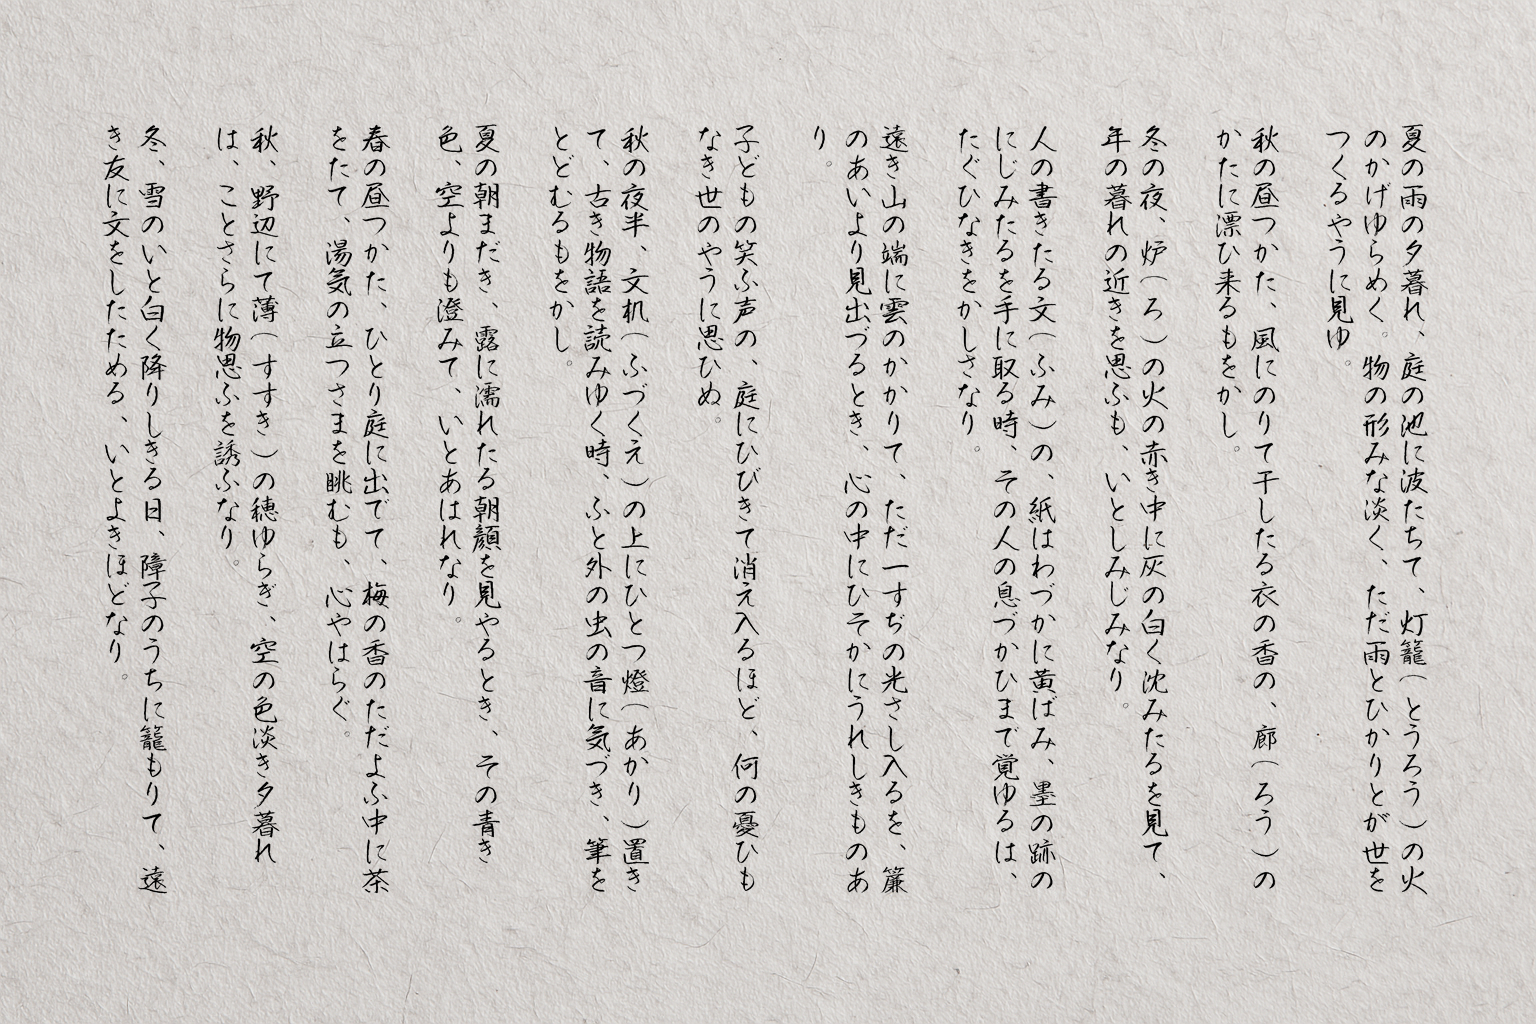 夏の雨の夕暮れ、庭の池に波たちて、灯籠（とうろう）の火
のかげゆらめく。物の形みな淡く、ただ雨とひかりとが世を
つくるやうに見ゆ。
秋の昼つかた、風にのりて干したる衣の香の、廊（ろう）の
かたに漂ひ来るもをかし。
冬の夜、炉（ろ）の火の赤き中に灰の白く沈みたるを見て、
年の暮れの近きを思ふも、いとしみじみなり。
人の書きたる文（ふみ）の、紙はわづかに黄ばみ、墨の跡の
にじみたるを手に取る時、その人の息づかひまで覚ゆるは、
たぐひなきをかしさなり。
遠き山の端に雲のかかりて、ただ一すぢの光さし入るを、簾
のあいより見出づるとき、心の中にひそかにうれしきものあ
り。
子どもの笑ふ声の、庭にひびきて消え入るほど、何の憂ひも
なき世のやうに思ひぬ。
秋の夜半、文机（ふづくえ）の上にひとつ燈（あかり）置き
て、古き物語を読みゆく時、ふと外の虫の音に気づき、筆を
とどむるもをかし。
夏の朝まだき、露に濡れたる朝顔を見やるとき、その青き
色、空よりも澄みて、いとあはれなり。
春の昼つかた、ひとり庭に出でて、梅の香のただよふ中に茶
をたて、湯気の立つさまを眺むも、心やはらぐ。
秋、野辺にて薄（すすき）の穂ゆらぎ、空の色淡き夕暮れ
は、ことさらに物思ふを誘ふなり。
冬、雪のいと白く降りしきる日、障子のうちに籠もりて、遠
き友に文をしたためる、いとよきほどなり。